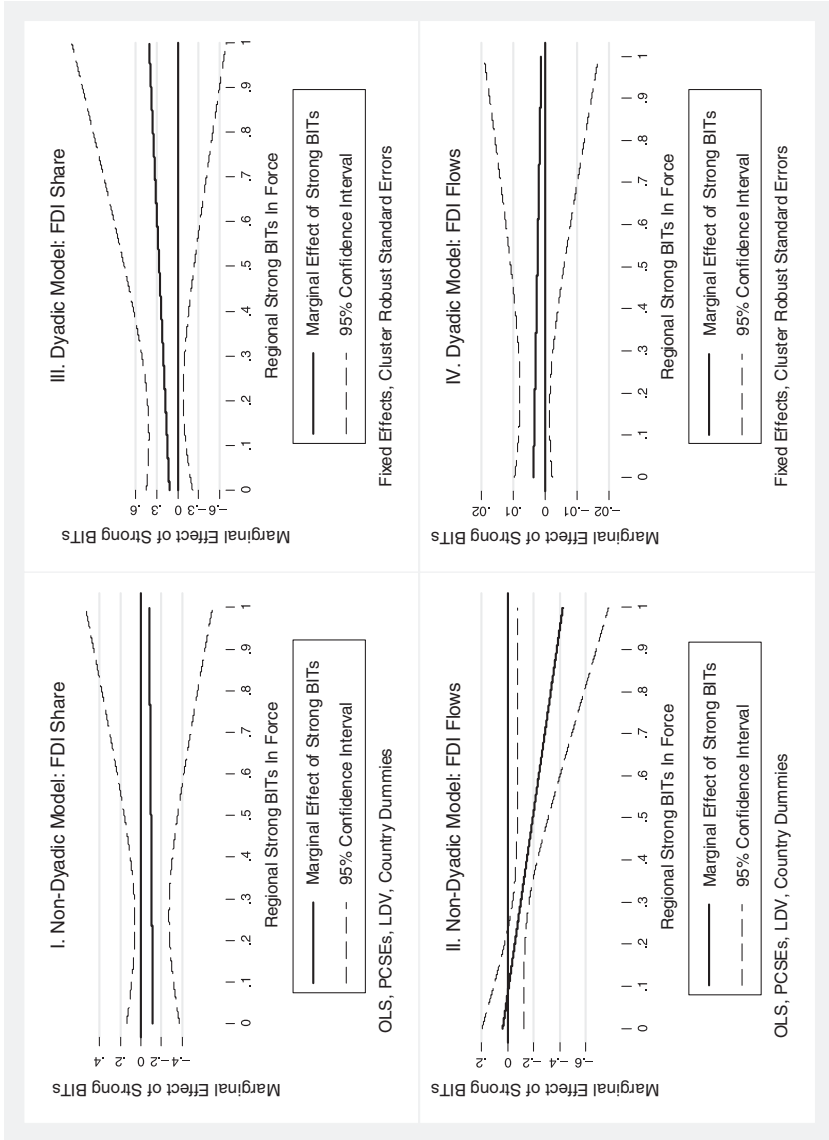 I. Non-Dyadic Model: FDI Share
Marginal Effect of Strong BITs
.4
.2
0
-.2
-.4
0 .1 .2 .3 .4 .5 .6 .7 .8 .9 1
Regional Strong BITs In Force
Marginal Effect of Strong BITs
95% Confidence Interval
OLS, PCSEs, LDV, Country Dummies
III. Dyadic Model: FDI Share
Marginal Effect of Strong BITs
.6
.3
0
-.3
-.6
0 .1 .2 .3 .4 .5 .6 .7 .8 .9 1
Regional Strong BITs In Force
Marginal Effect of Strong BITs
95% Confidence Interval
Fixed Effects, Cluster Robust Standard Errors
II. Non-Dyadic Model: FDI Flows
Marginal Effect of Strong BITs
.2
0
-.2
-.4
-.6
0 .1 .2 .3 .4 .5 .6 .7 .8 .9 1
Regional Strong BITs In Force
Marginal Effect of Strong BITs
95% Confidence Interval
OLS, PCSEs, LDV, Country Dummies
IV. Dyadic Model: FDI Flows
Marginal Effect of Strong BITs
.02
.01
0
-.01
-.02
0 .1 .2 .3 .4 .5 .6 .7 .8 .9 1
Regional Strong BITs In Force
Marginal Effect of Strong BITs
95% Confidence Interval
Fixed Effects, Cluster Robust Standard Errors